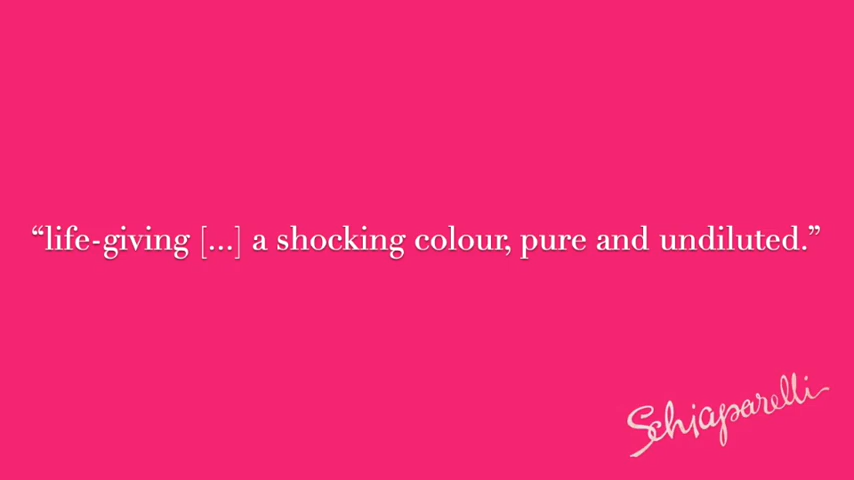 “life-giving [...] a shocking colour, pure and undiluted.”
Schiaparelli